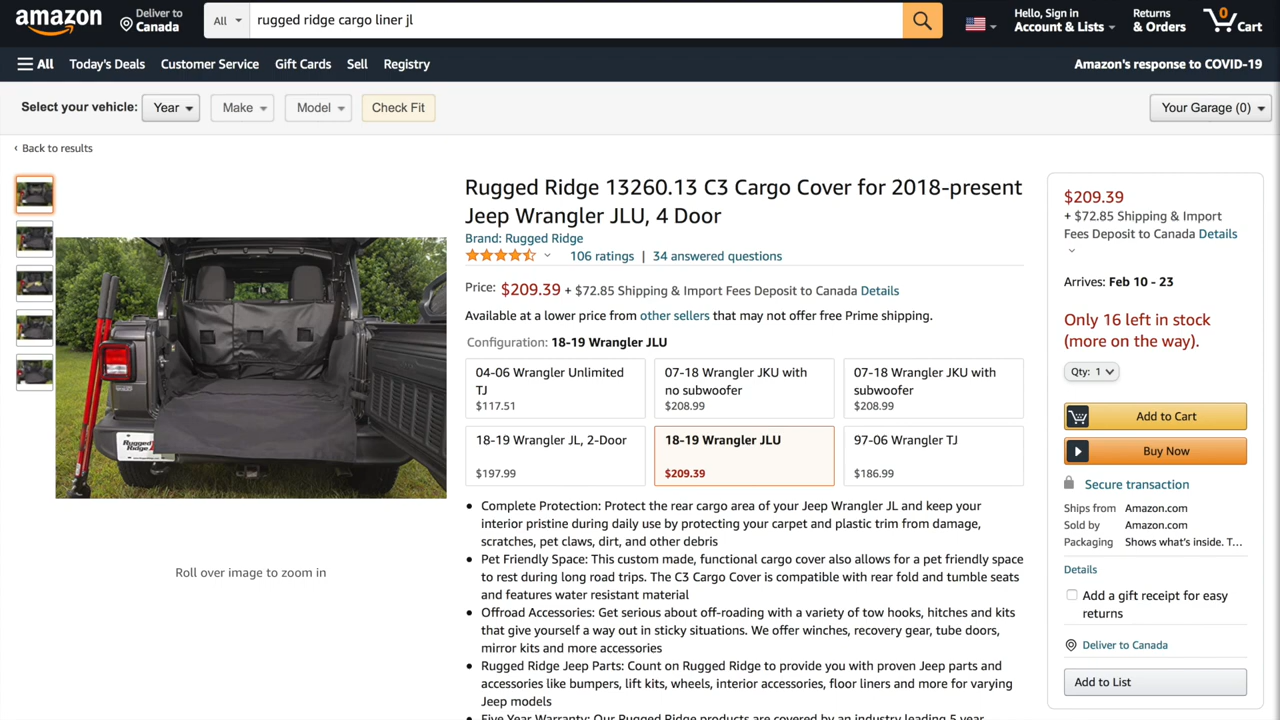 amazon
Deliver to
Canada
All
rugged ridge cargo liner jl
Hello, Sign in
Account & Lists
Returns
& Orders
0
Cart
All
Today's Deals
Customer Service
Gift Cards
Sell
Registry
Amazon's response to COVID-19
Select your vehicle:
Year
Make
Model
Check Fit
Your Garage (0)
‹ Back to results
Rugged Ridge
Roll over image to zoom in
Rugged Ridge 13260.13 C3 Cargo Cover for 2018-present
Jeep Wrangler JLU, 4 Door
Brand: Rugged Ridge
106 ratings | 34 answered questions
Price: $209.39 + $72.85 Shipping & Import Fees Deposit to Canada Details
Available at a lower price from other sellers that may not offer free Prime shipping.
Configuration: 18-19 Wrangler JLU
04-06 Wrangler Unlimited
TJ
$117.51
07-18 Wrangler JKU with
no subwoofer
$208.99
07-18 Wrangler JKU with
subwoofer
$208.99
18-19 Wrangler JL, 2-Door
$197.99
18-19 Wrangler JLU
$209.39
97-06 Wrangler TJ
$186.99
• Complete Protection: Protect the rear cargo area of your Jeep Wrangler JL and keep your
interior pristine during daily use by protecting your carpet and plastic trim from damage,
scratches, pet claws, dirt, and other debris
• Pet Friendly Space: This custom made, functional cargo cover also allows for a pet friendly space
to rest during long road trips. The C3 Cargo Cover is compatible with rear fold and tumble seats
and features water resistant material
• Offroad Accessories: Get serious about off-roading with a variety of tow hooks, hitches and kits
that give yourself a way out in sticky situations. We offer winches, recovery gear, tube doors,
mirror kits and more accessories
• Rugged Ridge Jeep Parts: Count on Rugged Ridge to provide you with proven Jeep parts and
accessories like bumpers, lift kits, wheels, interior accessories, floor liners and more for varying
Jeep models
• Five Year Warranty: Our Rugged Ridge products are covered by an industry leading 5 year
$209.39
+ $72.85 Shipping & Import
Fees Deposit to Canada Details
Arrives: Feb 10 - 23
Only 16 left in stock
(more on the way).
Qty: 1
Add to Cart
Buy Now
Secure transaction
Ships from Amazon.com
Sold by Amazon.com
Packaging Shows what's inside. T...
Details
Add a gift receipt for easy
returns
Deliver to Canada
Add to List